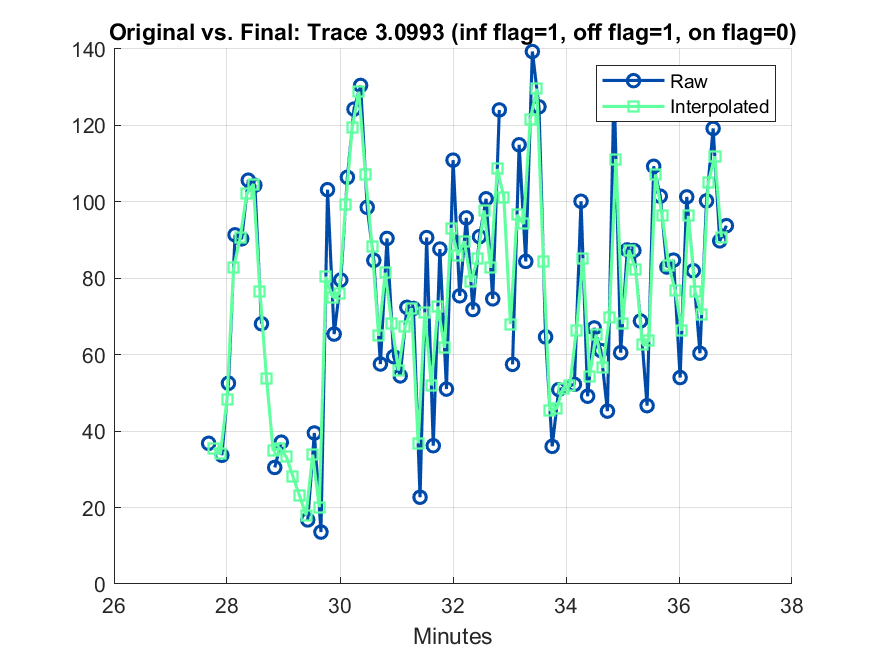 Original vs. Final: Trace 3.0993 (inf flag=1, off flag=1, on flag=0)
140
120
100
80
60
40
20
0
Raw
Interpolated
26 28 30 32 34 36 38
Minutes